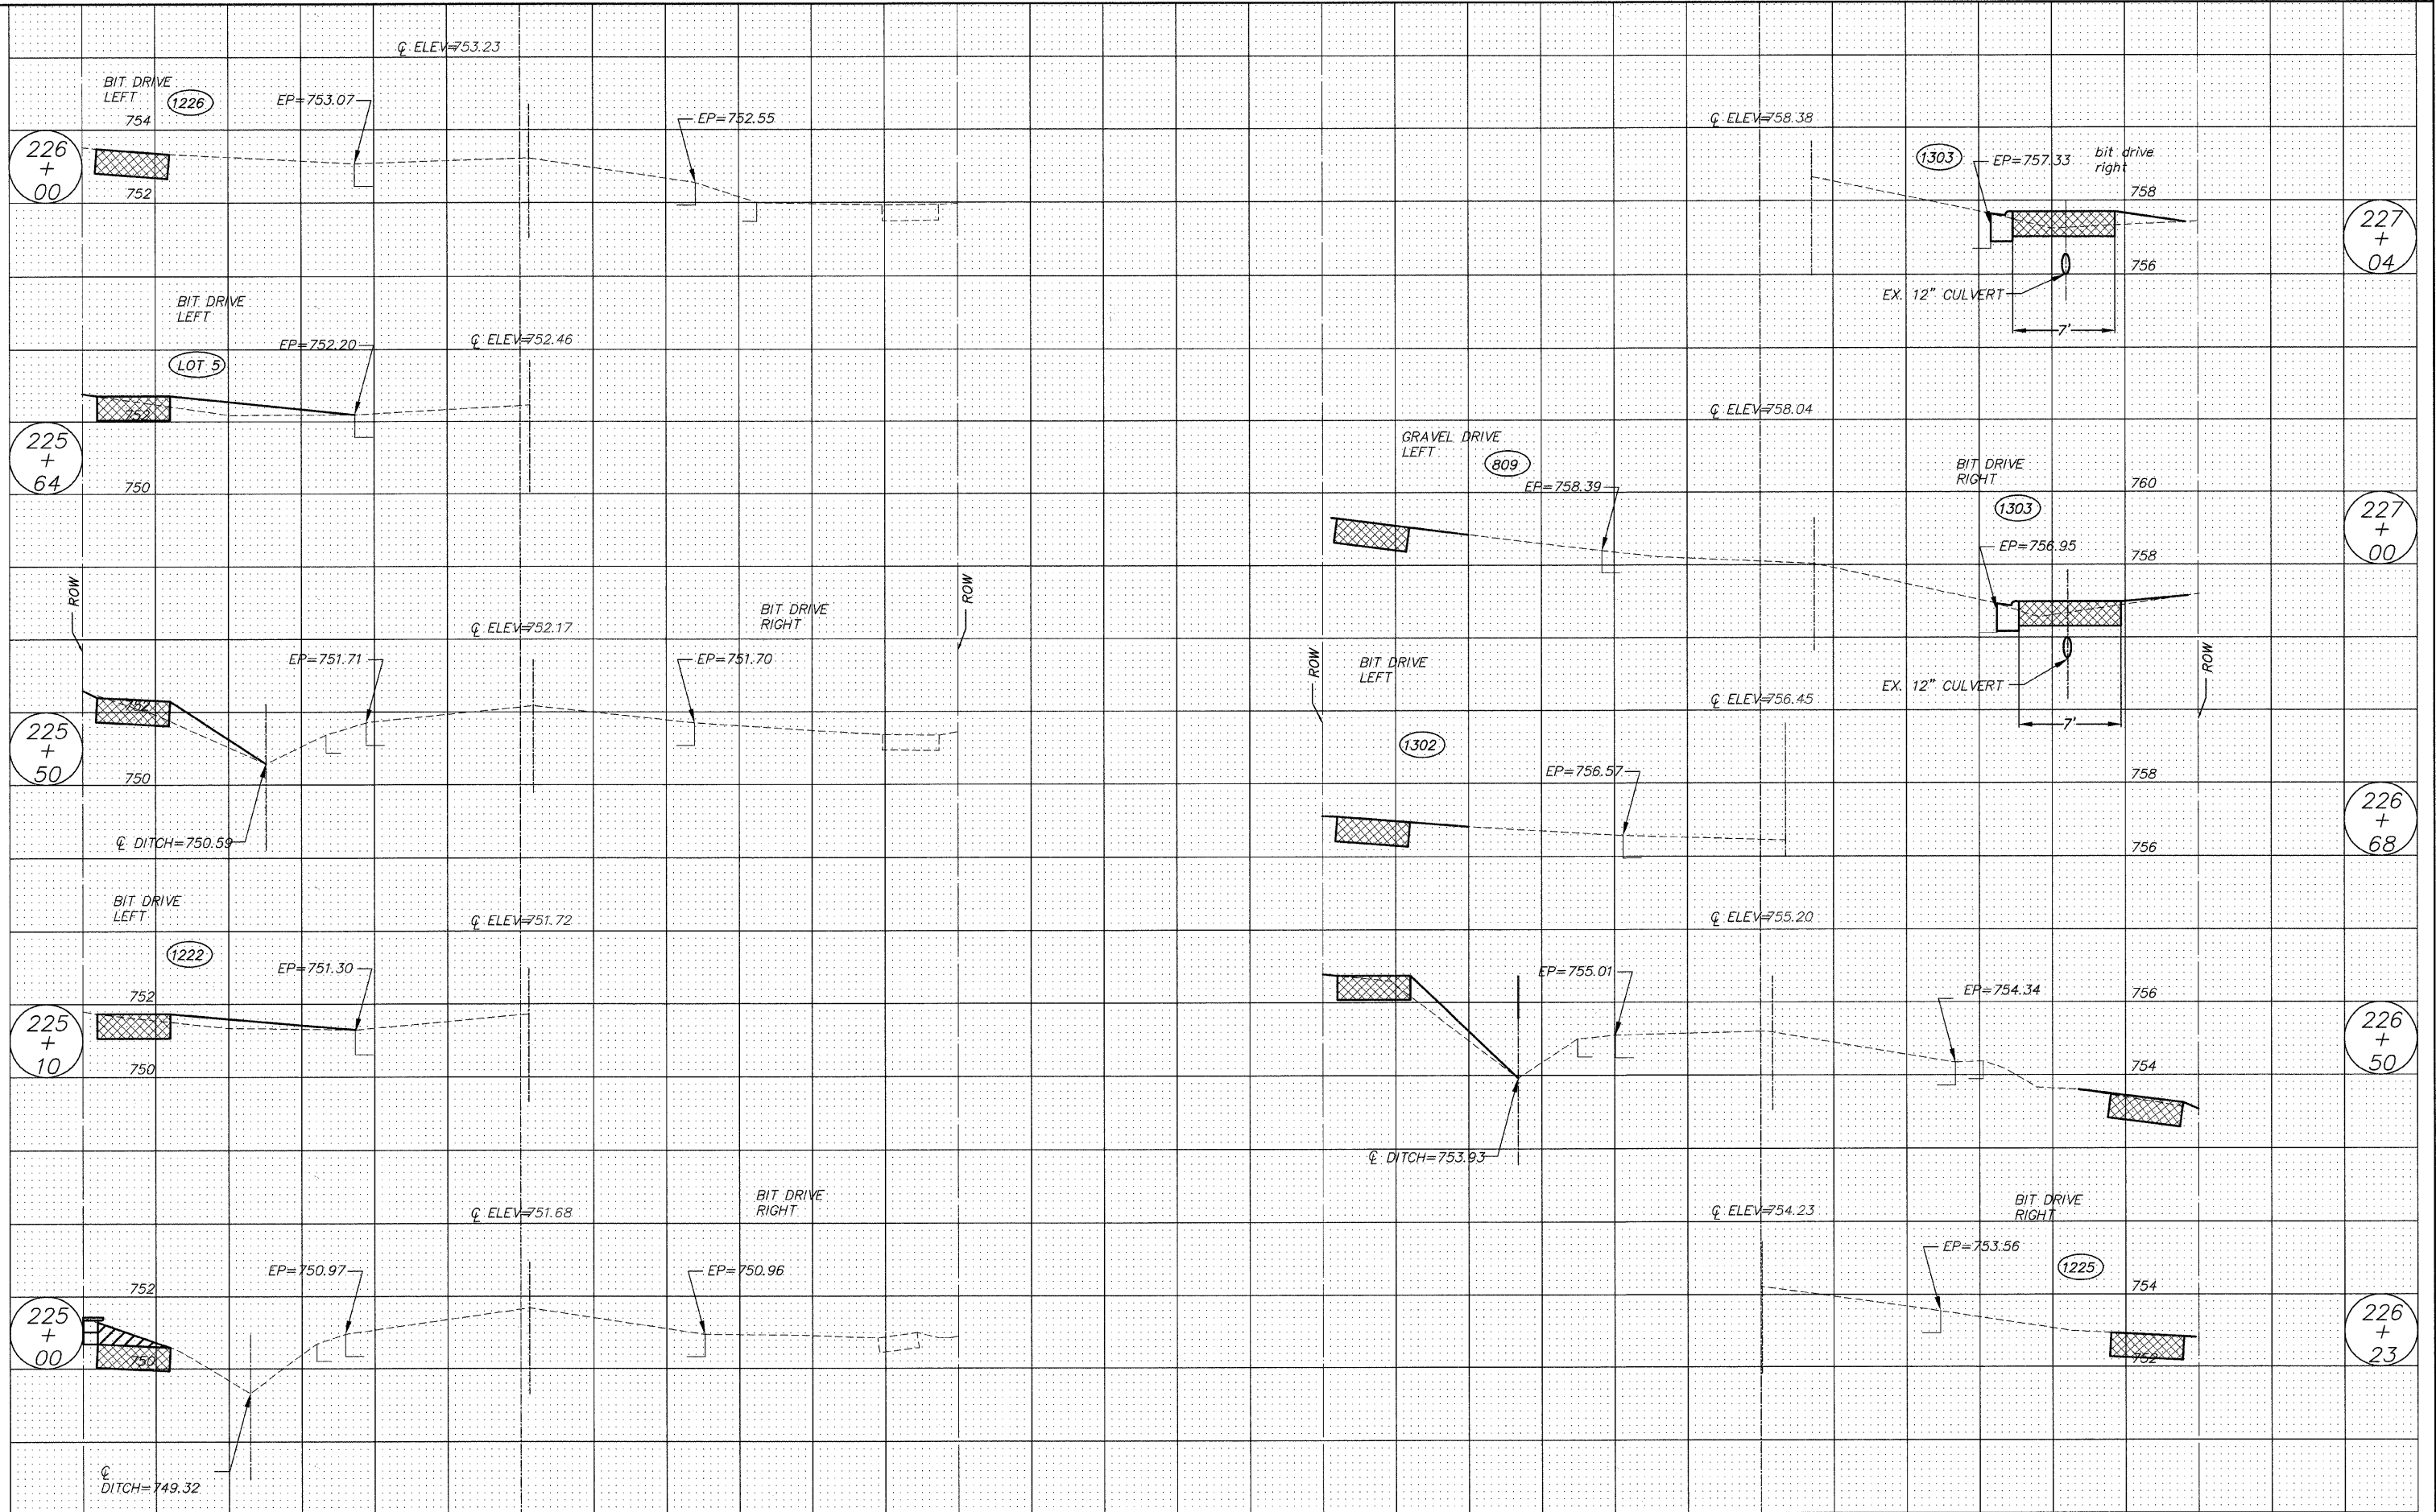 ℄ ELEV=753.23
BIT DRIVE
LEFT
1226
EP=753.07
EP=752.55
754
752
226
+
00
BIT DRIVE
LEFT
LOT 5
EP=752.20
℄ ELEV=752.46
752
750
225
+
64
ROW
℄ ELEV=752.17
BIT DRIVE
RIGHT
ROW
EP=751.71
EP=751.70
752
750
225
+
50
℄ DITCH=750.59
BIT DRIVE
LEFT
1222
℄ ELEV=751.72
EP=751.30
752
750
225
+
10
℄ ELEV=751.68
BIT DRIVE
RIGHT
EP=750.97
EP=750.96
752
750
225
+
00
℄
DITCH=749.32
℄ ELEV=758.38
1303
EP=757.33
bit drive
right
758
756
227
+
04
EX. 12" CULVERT
7'
℄ ELEV=758.04
GRAVEL DRIVE
LEFT
809
EP=758.39
BIT DRIVE
RIGHT
1303
EP=756.95
760
758
227
+
00
EX. 12" CULVERT
7'
ROW
BIT DRIVE
LEFT
ROW
℄ ELEV=756.45
1302
EP=756.57
758
756
226
+
68
℄ ELEV=755.20
EP=755.01
EP=754.34
756
754
226
+
50
℄ DITCH=753.93
℄ ELEV=754.23
BIT DRIVE
RIGHT
EP=753.56
1225
754
752
226
+
23